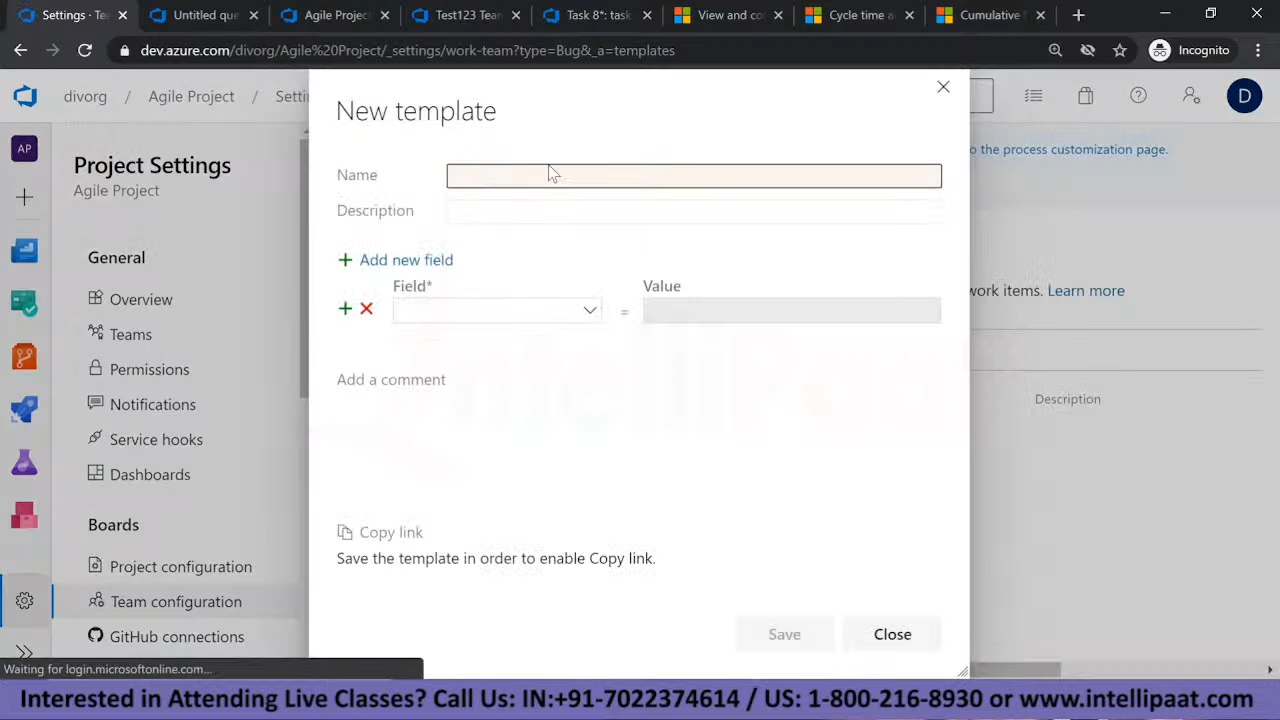 Settings - Te
Untitled que
Agile Projec
Test123 Tean
Task 8*: task
View and co
Cycle time a
Cumulative
dev.azure.com/divorg/Agile%20Project/_settings/work-team?type=Bug&_a=templates
Incognito
divorg / Agile Project / Settin
D
New template
AP
Project Settings
Agile Project
o the process customization page.
Name
Description
General
Add new field
Field*
Value
=
Overview
work items. Learn more
Teams
Permissions
Add a comment
Description
IntelliPaat
Notifications
Service hooks
Dashboards
Boards
Copy link
Save the template in order to enable Copy link.
Project configuration
Team configuration
GitHub connections
Save
Close
Waiting for login.microsoftonline.com...
Interested in Attending Live Classes? Call Us: IN:+91-7022374614 / US: 1-800-216-8930 or www.intellipaat.com